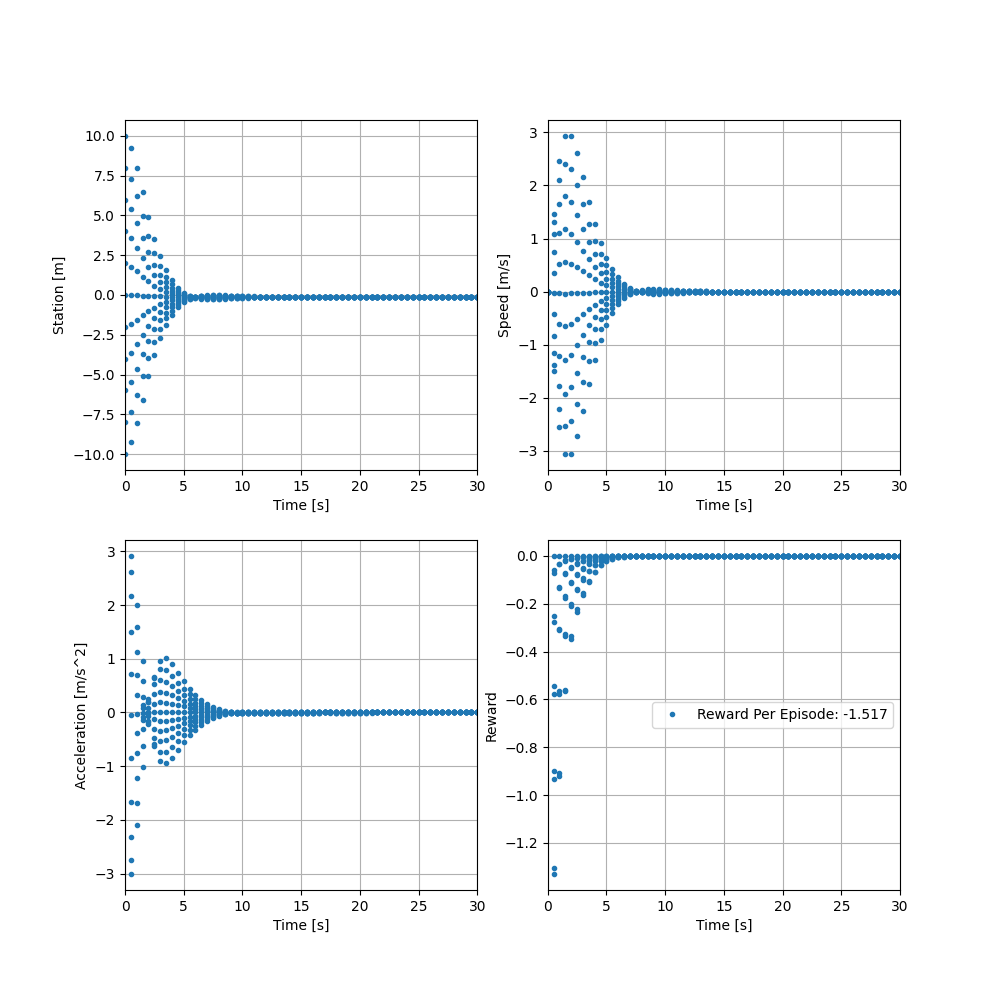 10.0
7.5
5.0
2.5
0.0
−2.5
−5.0
−7.5
−10.0
Station [m]
0 5 10 15 20 25 30
Time [s]
3
2
1
0
−1
−2
−3
Speed [m/s]
0 5 10 15 20 25 30
Time [s]
3
2
1
0
−1
−2
−3
Acceleration [m/s^2]
0 5 10 15 20 25 30
Time [s]
0.0
−0.2
−0.4
−0.6
−0.8
−1.0
−1.2
Reward
Reward Per Episode: -1.517
0 5 10 15 20 25 30
Time [s]